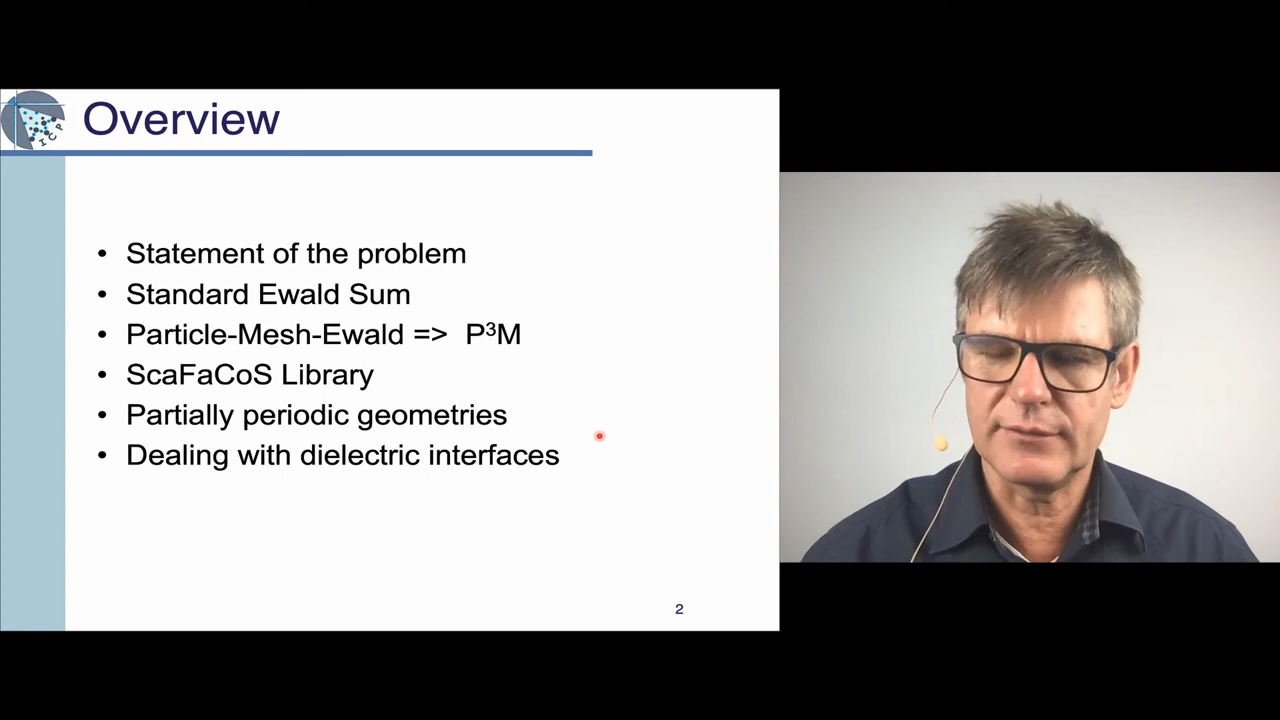 ICP
Overview
• Statement of the problem
• Standard Ewald Sum
• Particle-Mesh-Ewald => P³M
• ScaFaCoS Library
• Partially periodic geometries
• Dealing with dielectric interfaces
2